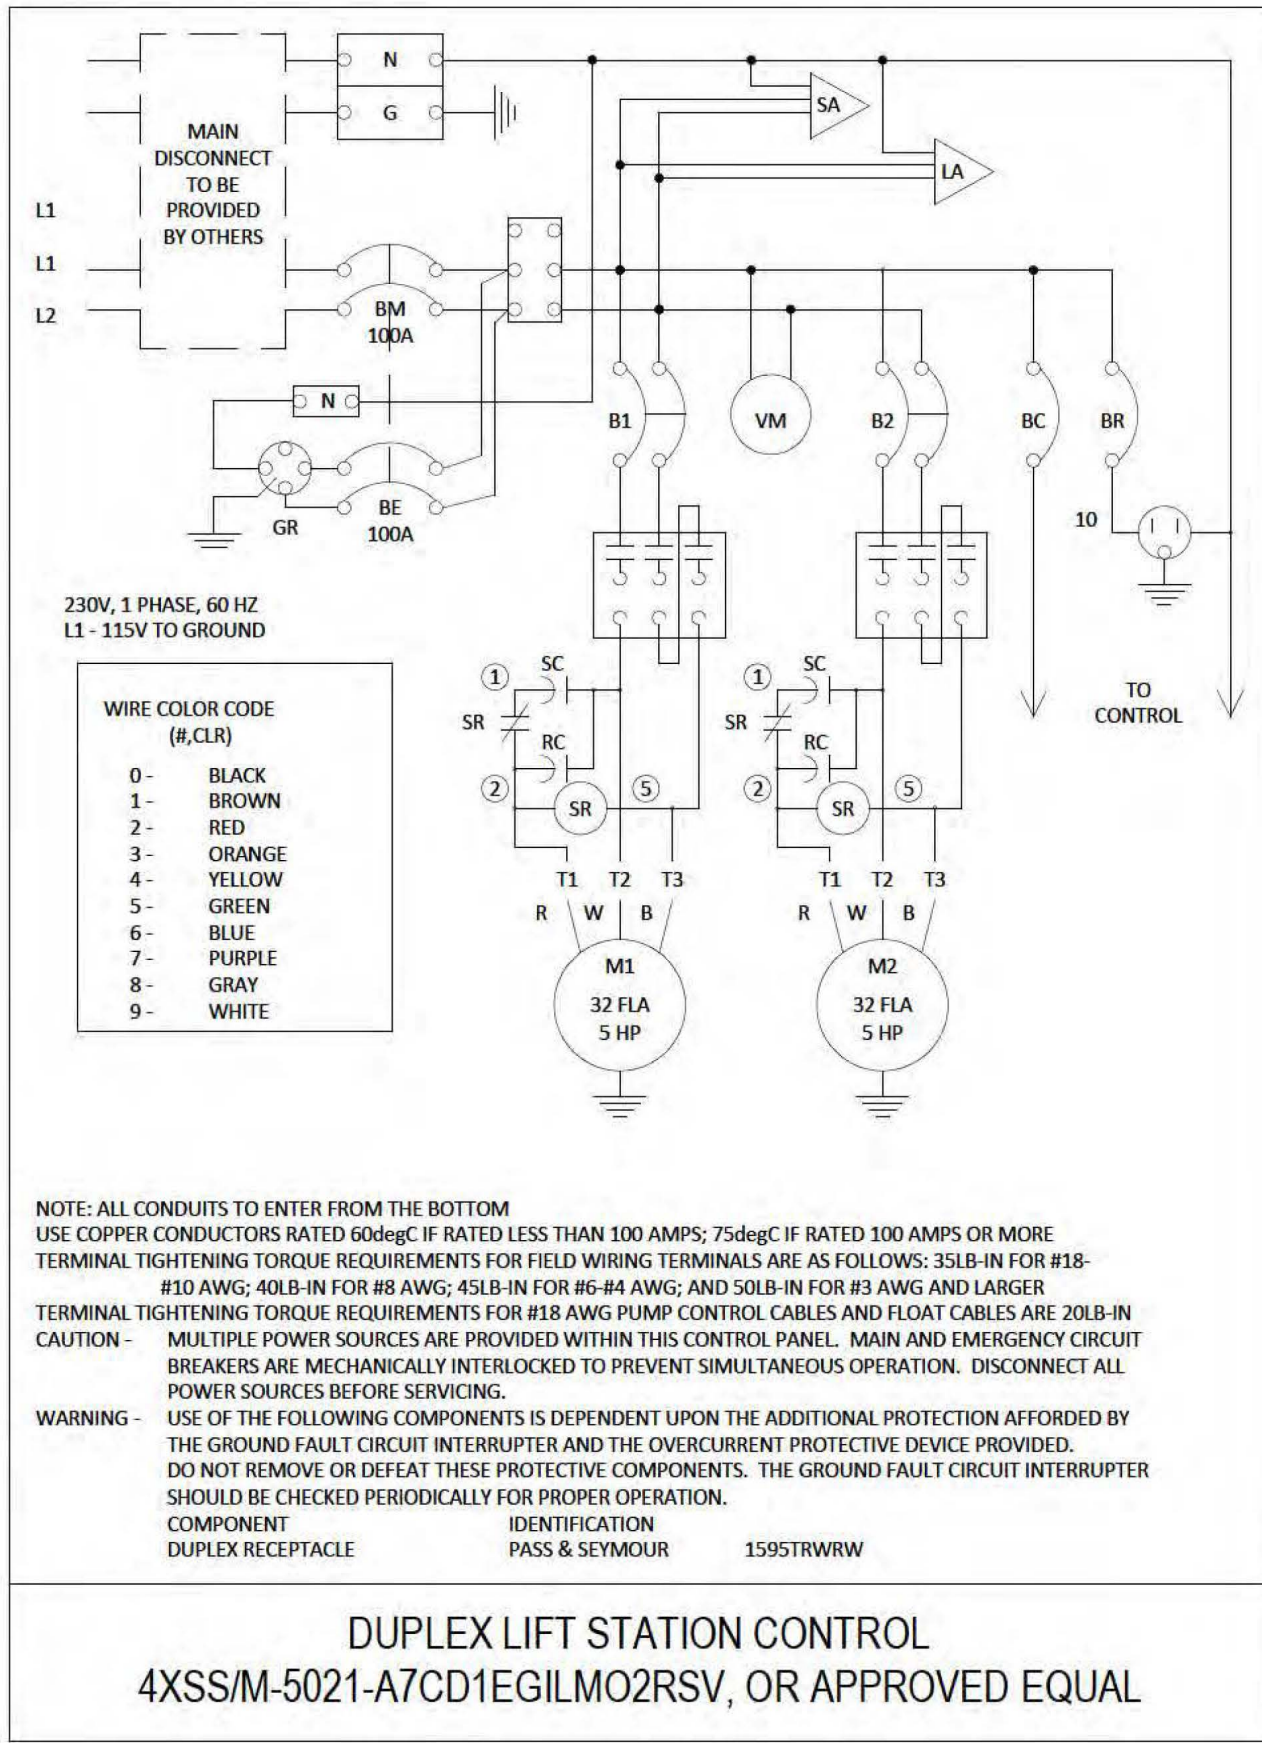 N
G
SA
MAIN
DISCONNECT
TO BE
PROVIDED
BY OTHERS
LA
L1
L1
L2
BM
100A
N
B1
VM
B2
BC
BR
GR
BE
100A
10
230V, 1 PHASE, 60 HZ
L1 - 115V TO GROUND
TO
CONTROL
WIRE COLOR CODE
(#,CLR)
0 - BLACK
1 - BROWN
2 - RED
3 - ORANGE
4 - YELLOW
5 - GREEN
6 - BLUE
7 - PURPLE
8 - GRAY
9 - WHITE
1 SC
SR
RC
2 SR 5
T1 T2 T3
R W B
M1
32 FLA
5 HP
1 SC
SR
RC
2 SR 5
T1 T2 T3
R W B
M2
32 FLA
5 HP
NOTE: ALL CONDUITS TO ENTER FROM THE BOTTOM
USE COPPER CONDUCTORS RATED 60degC IF RATED LESS THAN 100 AMPS; 75degC IF RATED 100 AMPS OR MORE
TERMINAL TIGHTENING TORQUE REQUIREMENTS FOR FIELD WIRING TERMINALS ARE AS FOLLOWS: 35LB-IN FOR #18-
#10 AWG; 40LB-IN FOR #8 AWG; 45LB-IN FOR #6-#4 AWG; AND 50LB-IN FOR #3 AWG AND LARGER
TERMINAL TIGHTENING TORQUE REQUIREMENTS FOR #18 AWG PUMP CONTROL CABLES AND FLOAT CABLES ARE 20LB-IN
CAUTION - MULTIPLE POWER SOURCES ARE PROVIDED WITHIN THIS CONTROL PANEL. MAIN AND EMERGENCY CIRCUIT
BREAKERS ARE MECHANICALLY INTERLOCKED TO PREVENT SIMULTANEOUS OPERATION. DISCONNECT ALL
POWER SOURCES BEFORE SERVICING.
WARNING - USE OF THE FOLLOWING COMPONENTS IS DEPENDENT UPON THE ADDITIONAL PROTECTION AFFORDED BY
THE GROUND FAULT CIRCUIT INTERRUPTER AND THE OVERCURRENT PROTECTIVE DEVICE PROVIDED.
DO NOT REMOVE OR DEFEAT THESE PROTECTIVE COMPONENTS. THE GROUND FAULT CIRCUIT INTERRUPTER
SHOULD BE CHECKED PERIODICALLY FOR PROPER OPERATION.
COMPONENT IDENTIFICATION
DUPLEX RECEPTACLE PASS & SEYMOUR 1595TRWRW
DUPLEX LIFT STATION CONTROL
4XSS/M-5021-A7CD1EGILMO2RSV, OR APPROVED EQUAL